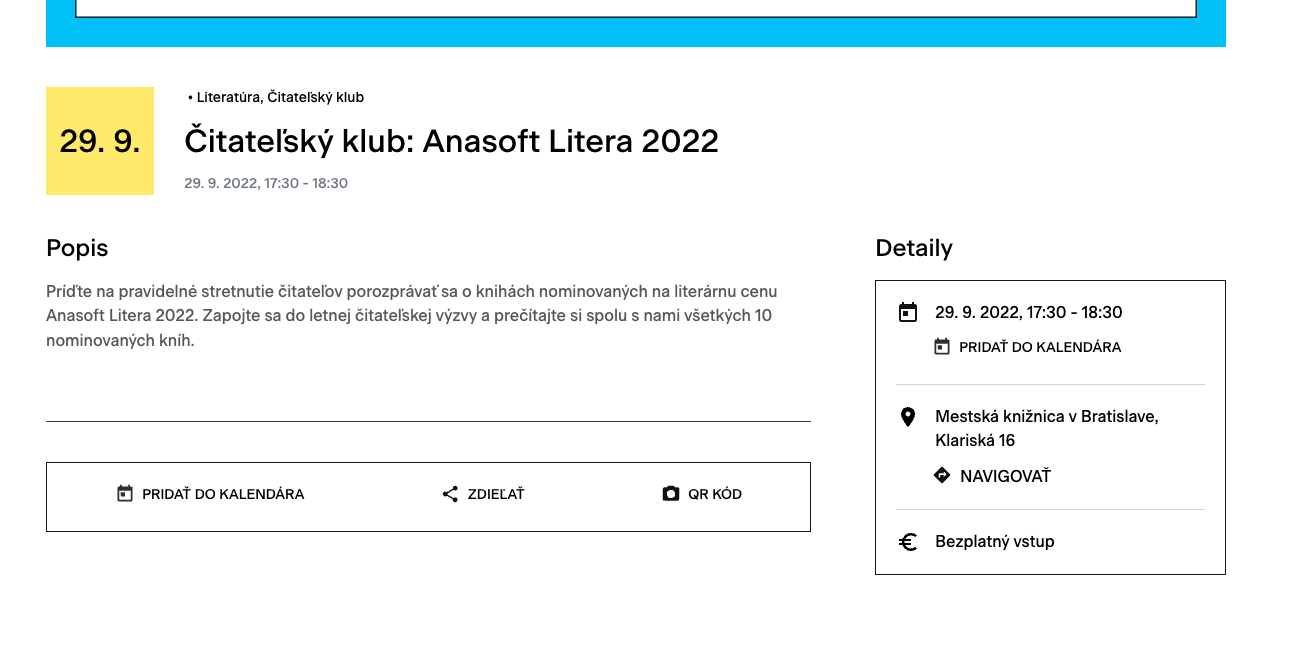 29. 9.
• Literatúra, Čitateľský klub
Čitateľský klub: Anasoft Litera 2022
29. 9. 2022, 17:30 - 18:30
Popis
Príďte na pravidelné stretnutie čitateľov porozprávať sa o knihách nominovaných na literárnu cenu
Anasoft Litera 2022. Zapojte sa do letnej čitateľskej výzvy a prečítajte si spolu s nami všetkých 10
nominovaných kníh.
PRIDAŤ DO KALENDÁRA
ZDIEĽAŤ
QR KÓD
Detaily
29. 9. 2022, 17:30 - 18:30
PRIDAŤ DO KALENDÁRA
Mestská knižnica v Bratislave,
Klariská 16
NAVIGOVAŤ
Bezplatný vstup